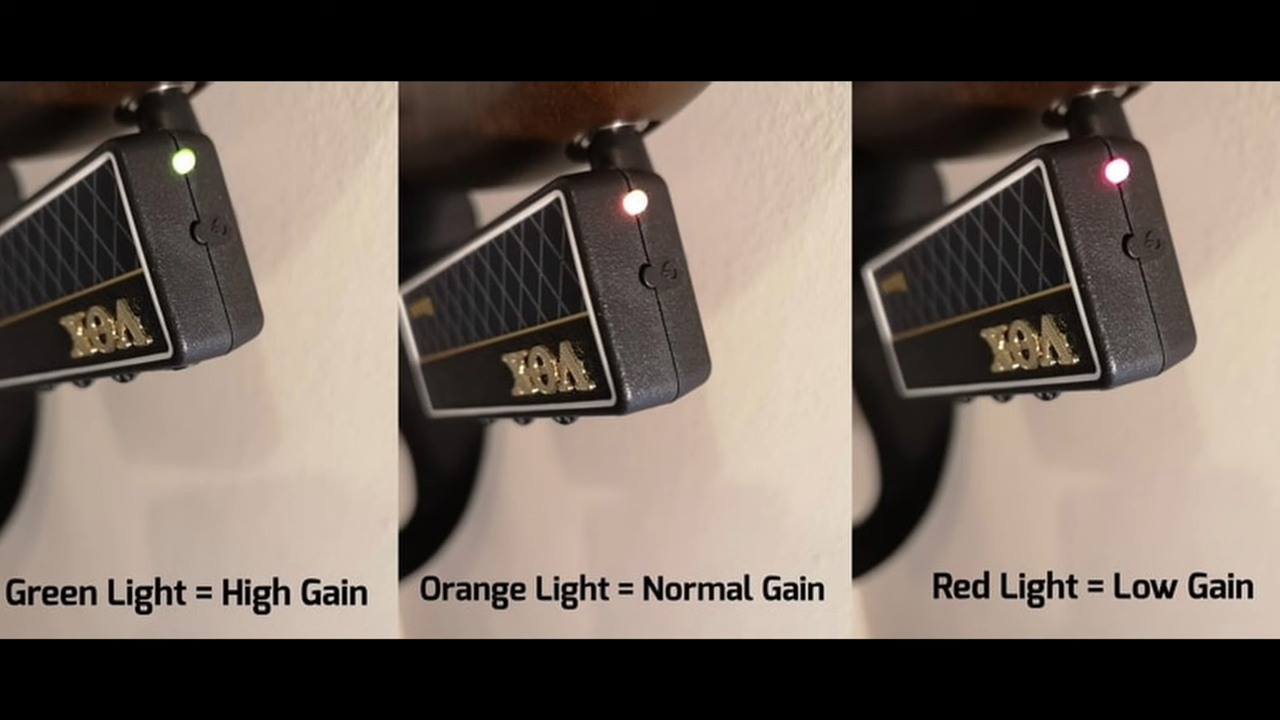 VOX
VOX
VOX
Green Light = High Gain
Orange Light = Normal Gain
Red Light = Low Gain